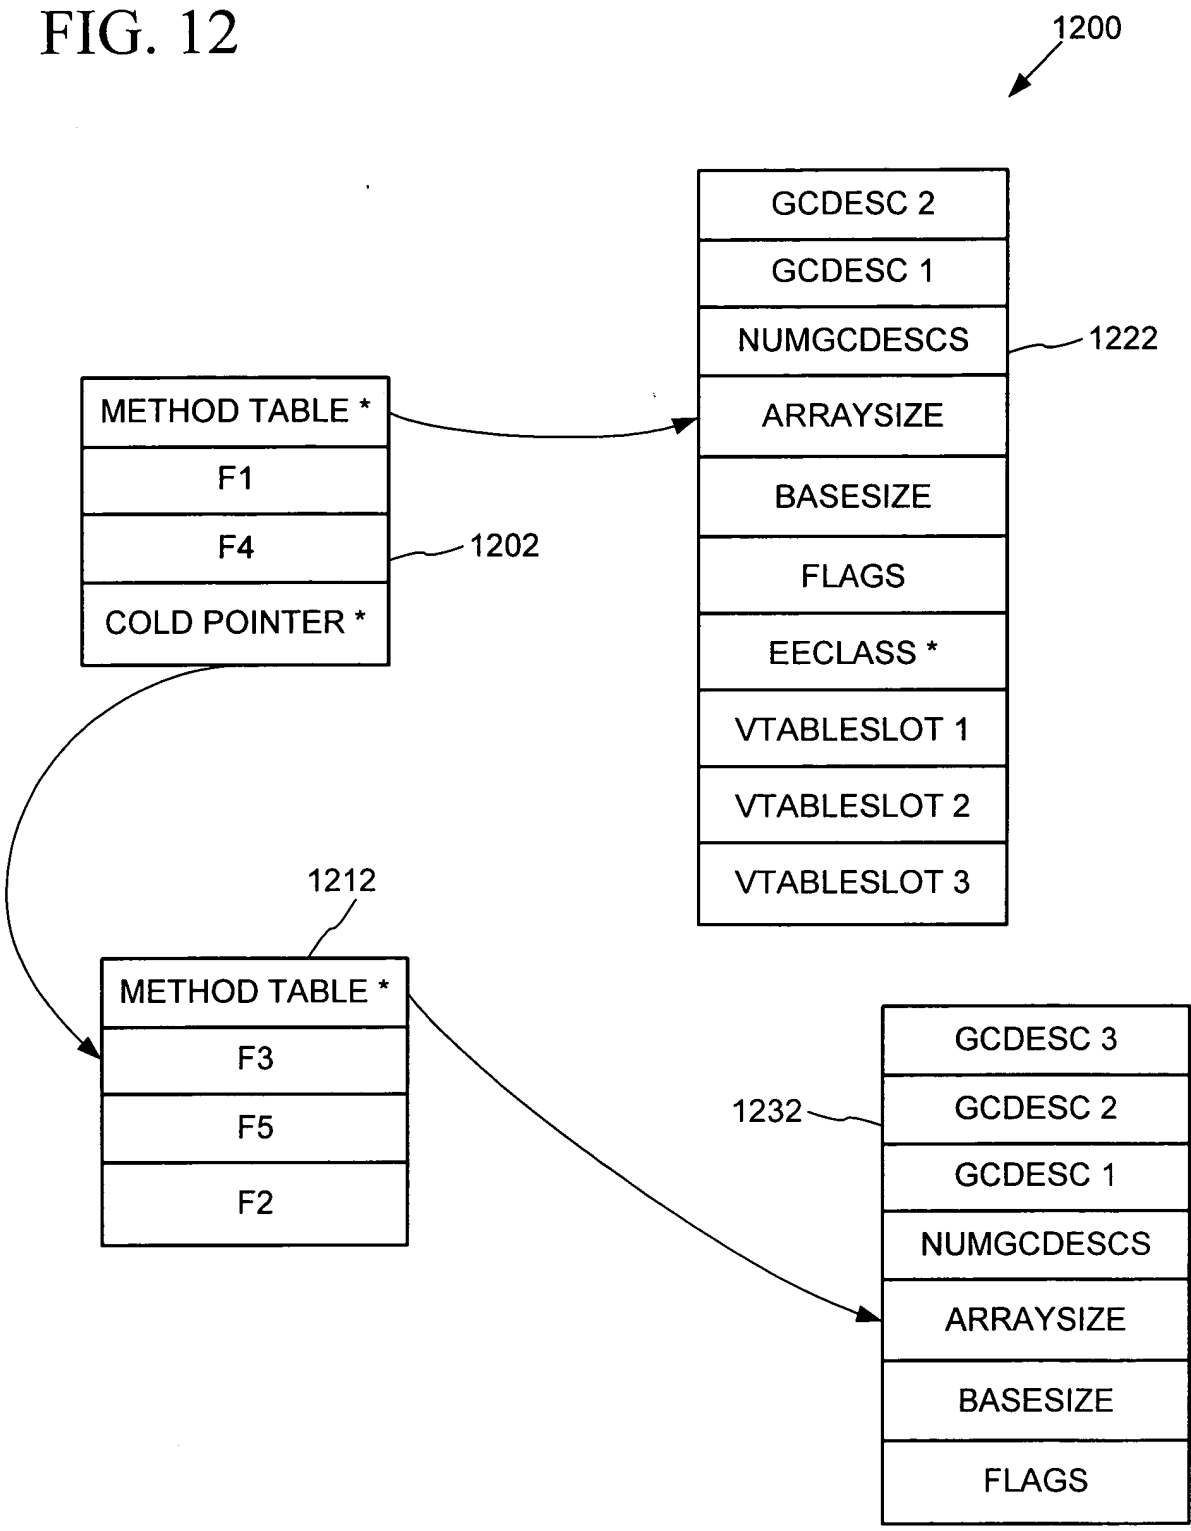 FIG. 12
1200
GCDESC 2
GCDESC 1
NUMGCDESCS
1222
METHOD TABLE *
ARRAYSIZE
F1
BASESIZE
F4
1202
FLAGS
COLD POINTER *
EECLASS *
VTABLESLOT 1
VTABLESLOT 2
VTABLESLOT 3
1212
METHOD TABLE *
F3
F5
F2
GCDESC 3
1232
GCDESC 2
GCDESC 1
NUMGCDESCS
ARRAYSIZE
BASESIZE
FLAGS